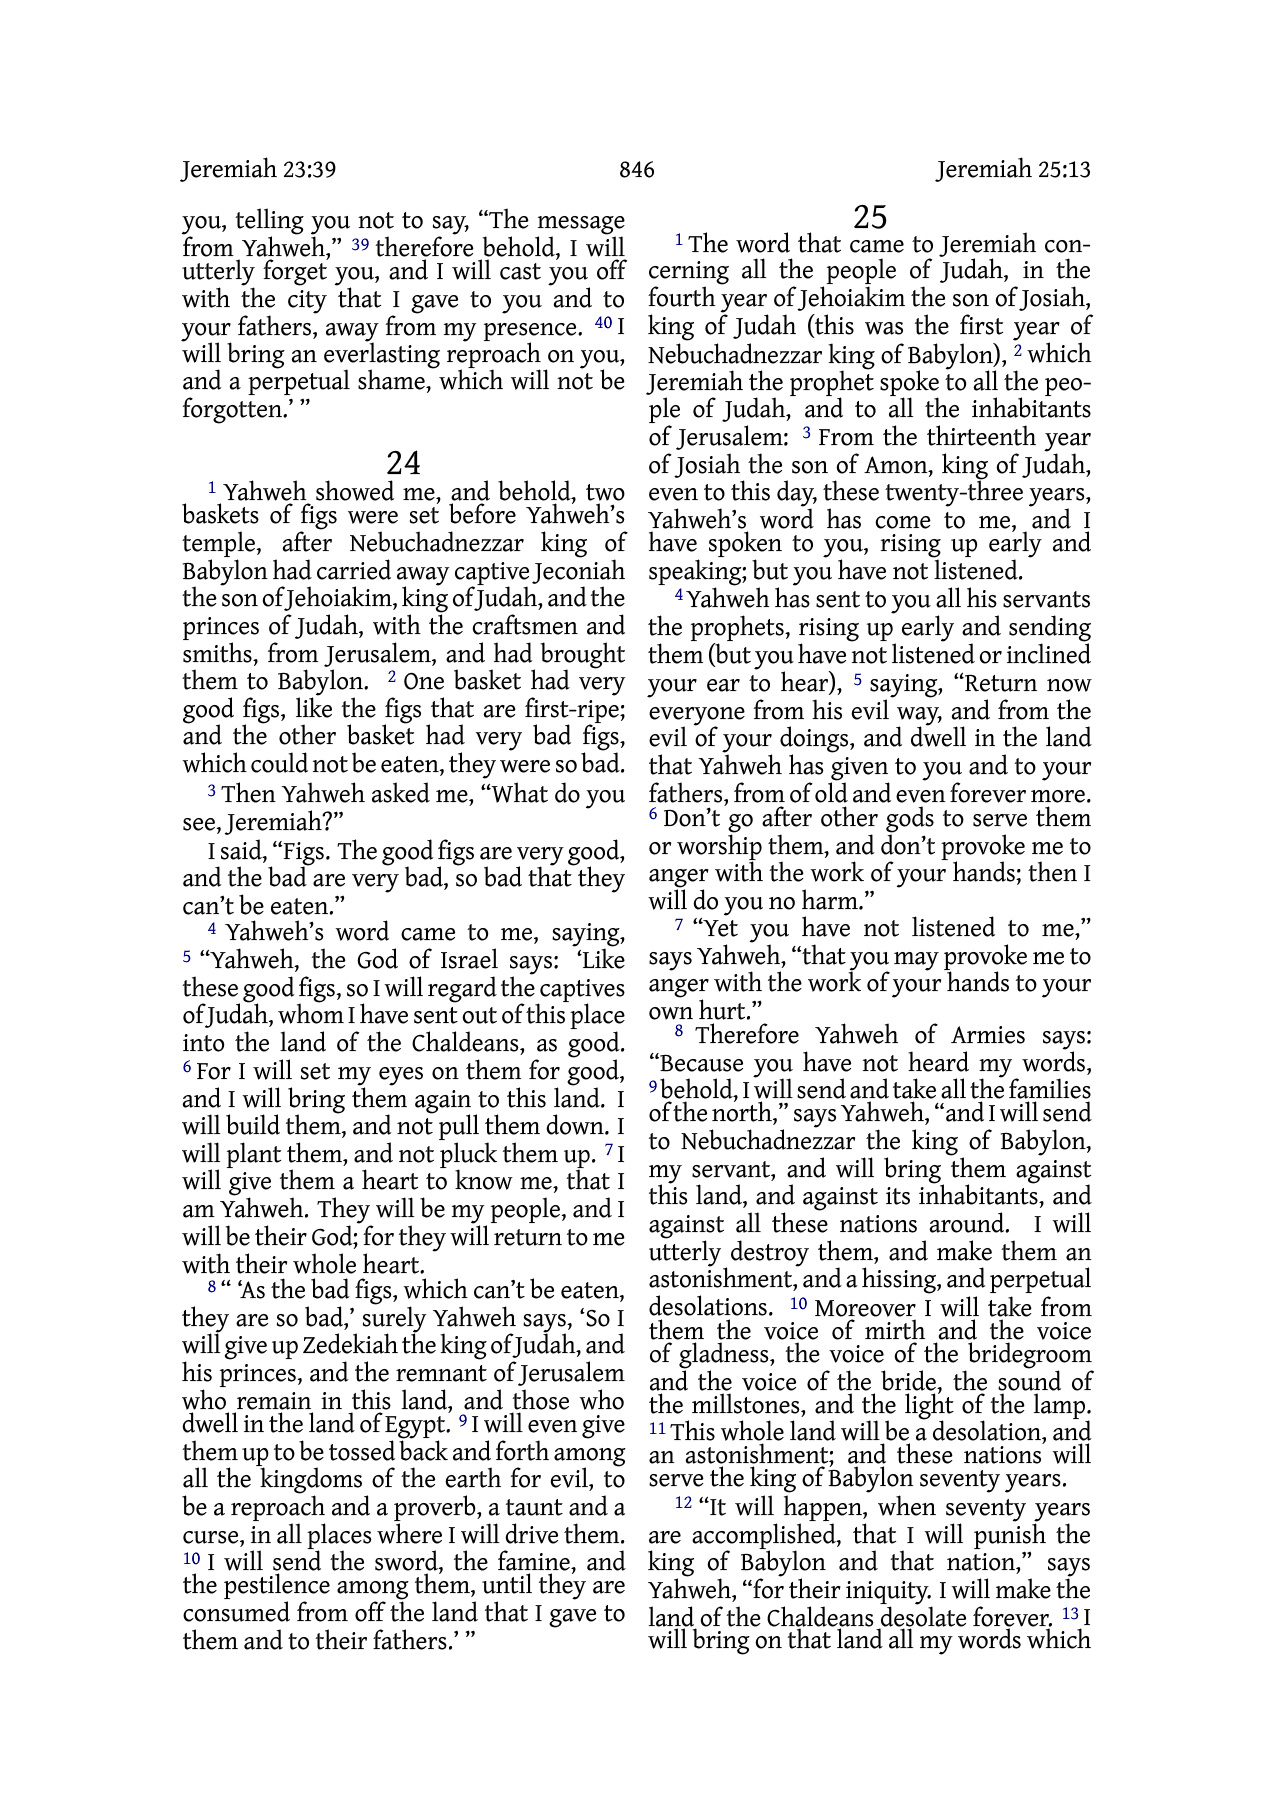 Jeremiah 23:39
846
Jeremiah 25:13
you, telling you not to say, “The message
from Yahweh,” 39 therefore behold, I will
utterly forget you, and I will cast you off
with the city that I gave to you and to
your fathers, away from my presence. 40 I
will bring an everlasting reproach on you,
and a perpetual shame, which will not be
forgotten.’ ”
24
1 Yahweh showed me, and behold, two
baskets of figs were set before Yahweh’s
temple, after Nebuchadnezzar king of
Babylon had carried away captive Jeconiah
the son of Jehoiakim, king of Judah, and the
princes of Judah, with the craftsmen and
smiths, from Jerusalem, and had brought
them to Babylon. 2 One basket had very
good figs, like the figs that are first-ripe;
and the other basket had very bad figs,
which could not be eaten, they were so bad.
3 Then Yahweh asked me, “What do you
see, Jeremiah?”
I said, “Figs. The good figs are very good,
and the bad are very bad, so bad that they
can’t be eaten.”
4 Yahweh’s word came to me, saying,
5 “Yahweh, the God of Israel says: ‘Like
these good figs, so I will regard the captives
of Judah, whom I have sent out of this place
into the land of the Chaldeans, as good.
6 For I will set my eyes on them for good,
and I will bring them again to this land. I
will build them, and not pull them down. I
will plant them, and not pluck them up. 7 I
will give them a heart to know me, that I
am Yahweh. They will be my people, and I
will be their God; for they will return to me
with their whole heart.
8 “ ‘As the bad figs, which can’t be eaten,
they are so bad,’ surely Yahweh says, ‘So I
will give up Zedekiah the king of Judah, and
his princes, and the remnant of Jerusalem
who remain in this land, and those who
dwell in the land of Egypt. 9 I will even give
them up to be tossed back and forth among
all the kingdoms of the earth for evil, to
be a reproach and a proverb, a taunt and a
curse, in all places where I will drive them.
10 I will send the sword, the famine, and
the pestilence among them, until they are
consumed from off the land that I gave to
them and to their fathers.’ ”
25
1 The word that came to Jeremiah con-
cerning all the people of Judah, in the
fourth year of Jehoiakim the son of Josiah,
king of Judah (this was the first year of
Nebuchadnezzar king of Babylon), 2 which
Jeremiah the prophet spoke to all the peo-
ple of Judah, and to all the inhabitants
of Jerusalem: 3 From the thirteenth year
of Josiah the son of Amon, king of Judah,
even to this day, these twenty-three years,
Yahweh’s word has come to me, and I
have spoken to you, rising up early and
speaking; but you have not listened.
4 Yahweh has sent to you all his servants
the prophets, rising up early and sending
them (but you have not listened or inclined
your ear to hear), 5 saying, “Return now
everyone from his evil way, and from the
evil of your doings, and dwell in the land
that Yahweh has given to you and to your
fathers, from of old and even forever more.
6 Don’t go after other gods to serve them
or worship them, and don’t provoke me to
anger with the work of your hands; then I
will do you no harm.”
7 “Yet you have not listened to me,”
says Yahweh, “that you may provoke me to
anger with the work of your hands to your
own hurt.”
8 Therefore Yahweh of Armies says:
“Because you have not heard my words,
9 behold, I will send and take all the families
of the north,” says Yahweh, “and I will send
to Nebuchadnezzar the king of Babylon,
my servant, and will bring them against
this land, and against its inhabitants, and
against all these nations around. I will
utterly destroy them, and make them an
astonishment, and a hissing, and perpetual
desolations. 10 Moreover I will take from
them the voice of mirth and the voice
of gladness, the voice of the bridegroom
and the voice of the bride, the sound of
the millstones, and the light of the lamp.
11 This whole land will be a desolation, and
an astonishment; and these nations will
serve the king of Babylon seventy years.
12 “It will happen, when seventy years
are accomplished, that I will punish the
king of Babylon and that nation,” says
Yahweh, “for their iniquity. I will make the
land of the Chaldeans desolate forever. 13 I
will bring on that land all my words which